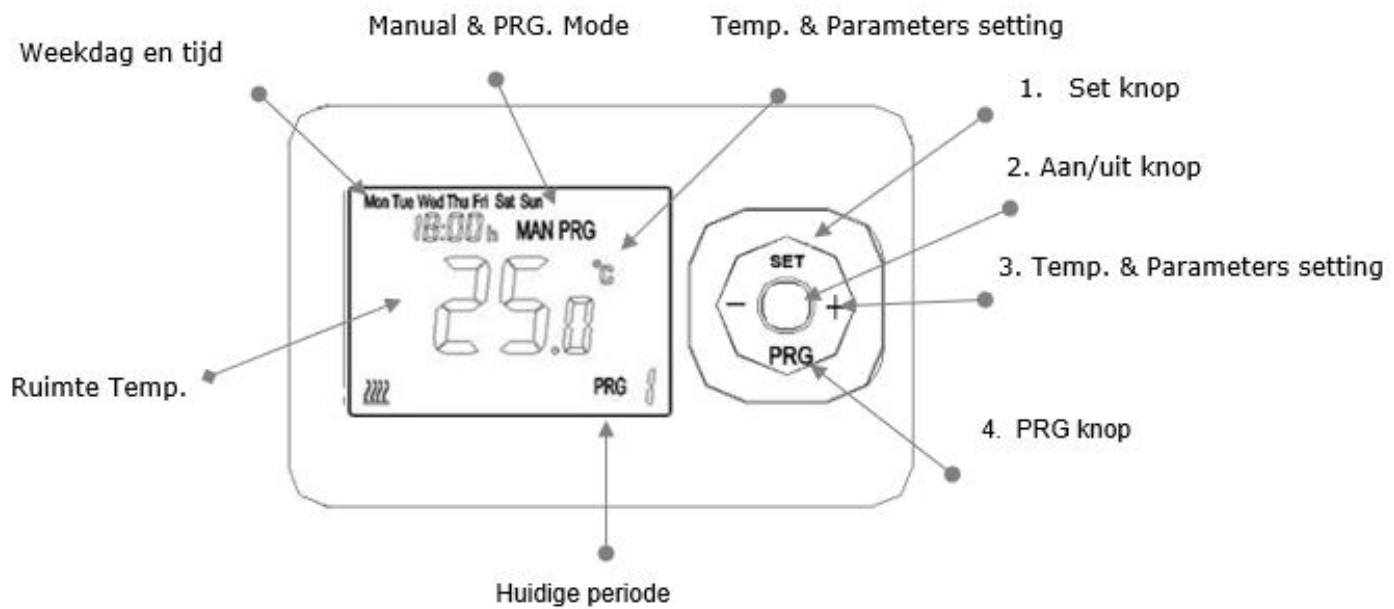 Manual & PRG. Mode
Temp. & Parameters setting
Weekdag en tijd
1. Set knop
2. Aan/uit knop
Mon Tue Wed Thu Fri Sat Sun
18:00 h MAN PRG
SET
3. Temp. & Parameters setting
25.0 °C
− +
PRG
Ruimte Temp.
PRG 1
4. PRG knop
Huidige periode